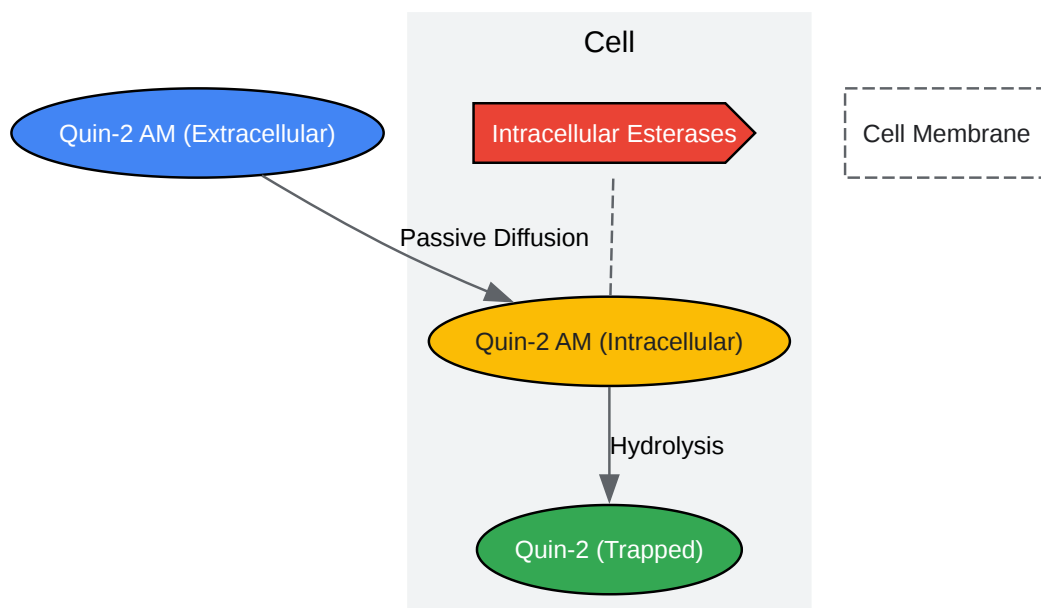 Cell
Quin-2 AM (Extracellular)
Intracellular Esterases
Cell Membrane
Passive Diffusion
Quin-2 AM (Intracellular)
Hydrolysis
Quin-2 (Trapped)